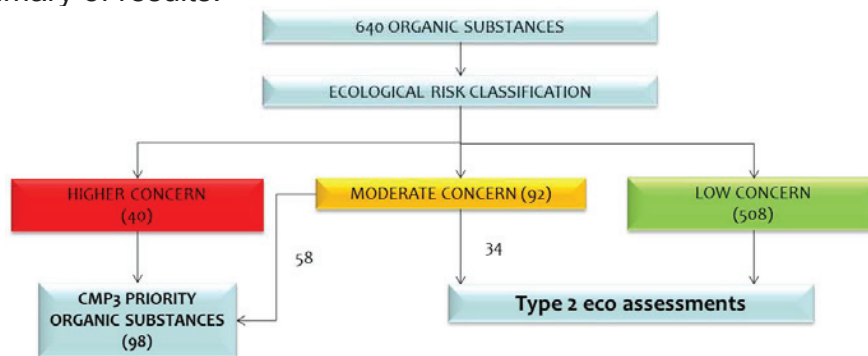 640 ORGANIC SUBSTANCES
ECOLOGICAL RISK CLASSIFICATION
HIGHER CONCERN
(40)
MODERATE CONCERN (92)
LOW CONCERN
(508)
58
34
CMP3 PRIORITY
ORGANIC SUBSTANCES
(98)
Type 2 eco assessments